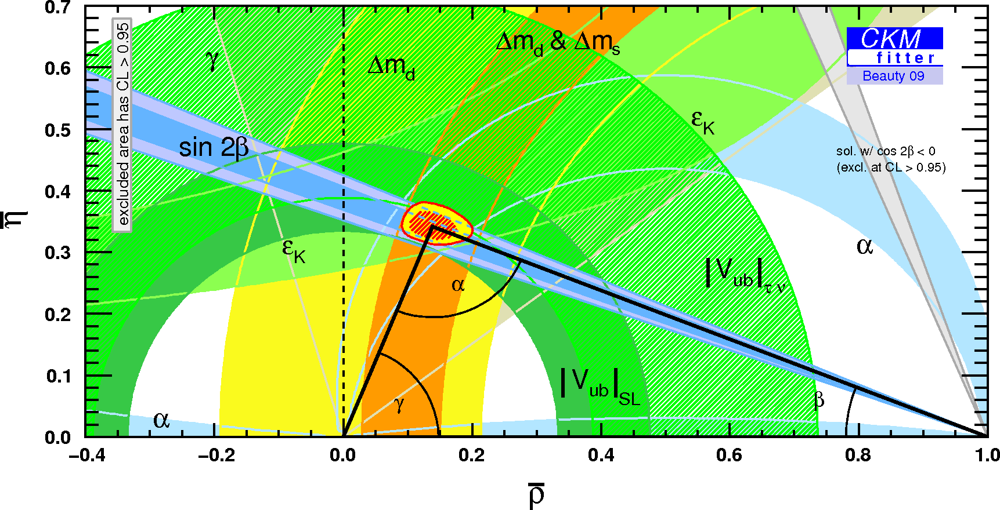 0.7
0.6
0.5
0.4
0.3
0.2
0.1
0.0
η̅
excluded area has CL > 0.95
γ
Δm_d
Δm_d & Δm_s
CKM
fitter
Beauty 09
ε_K
sin 2β
sol. w/ cos 2β < 0
(excl. at CL > 0.95)
ε_K
α
α
|V_ub|_τν
|V_ub|_SL
γ
β
α
−0.4 −0.2 0.0 0.2 0.4 0.6 0.8 1.0
ρ̅